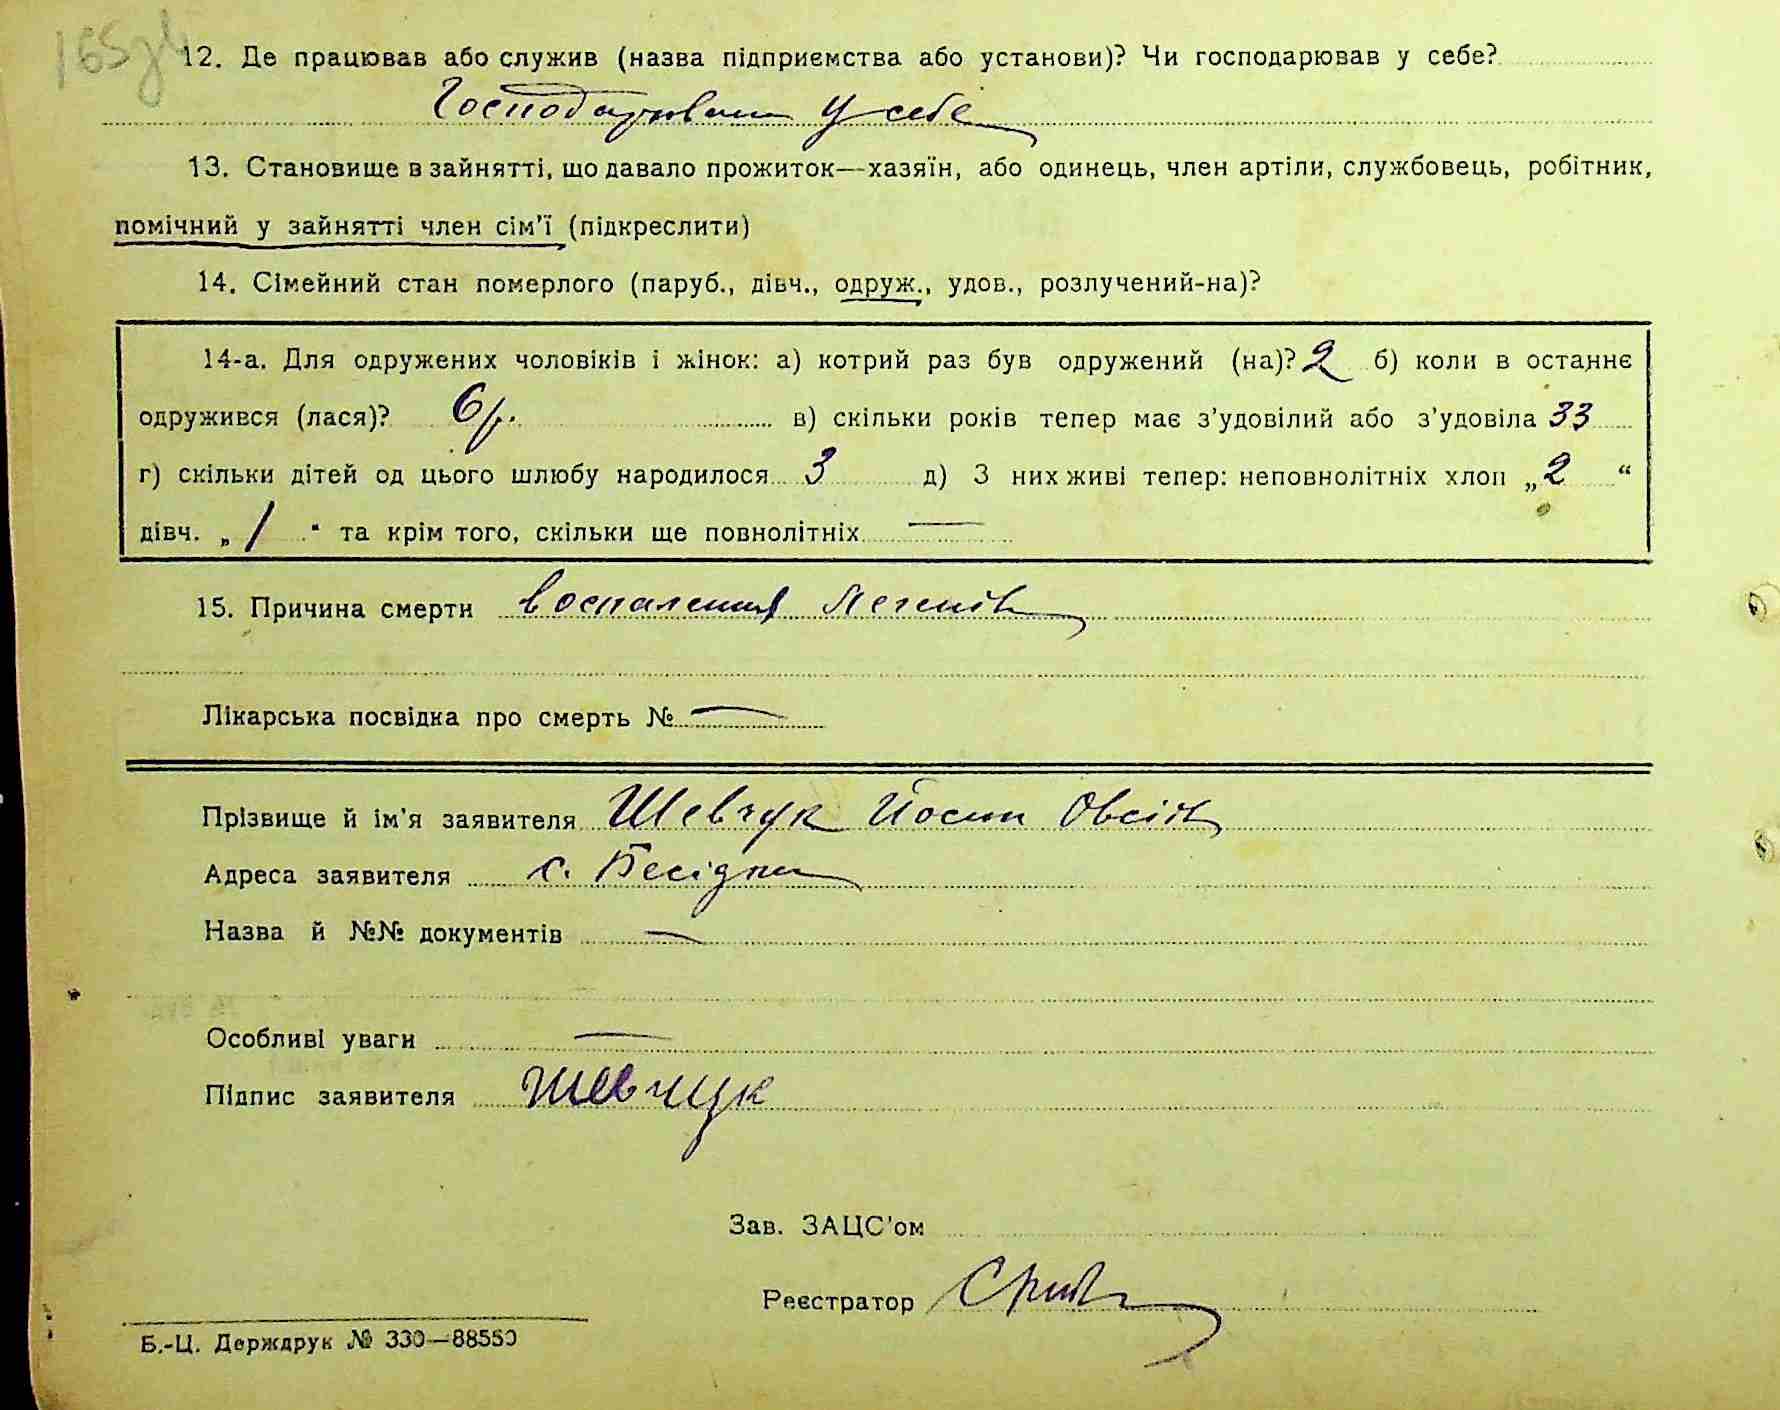 165зв
12. Де працював або служив (назва підприємства або установи)? Чи господарював у себе?
Господарювала у себе
13. Становище в зайнятті, що давало прожиток—хазяїн, або одинець, член артіли, службовець, робітник,
помічний у зайнятті член сім'ї (підкреслити)
14. Сімейний стан померлого (паруб., дівч., одруж., удов., розлучений-на)?
14-а. Для одружених чоловіків і жінок: а) котрий раз був одружений (на)? 2 б) коли в останнє
одружився (лася)? 6 р. в) скільки років тепер має з'удовілий або з'удовіла 33
г) скільки дітей од цього шлюбу народилося 3 д) З них живі тепер: неповнолітніх хлоп „2“
дівч. „1“ та крім того, скільки ще повнолітніх —
15. Причина смерти воспаления легенів
Лікарська посвідка про смерть № —
Прізвище й ім'я заявителя Шевчук Йосип Овсій
Адреса заявителя с. Бесідки
Назва й №№ документів —
Особливі уваги —
Підпис заявителя Шевчук
Зав. ЗАЦС'ом
Реєстратор
Б.-Ц. Держдрук № 330—88550